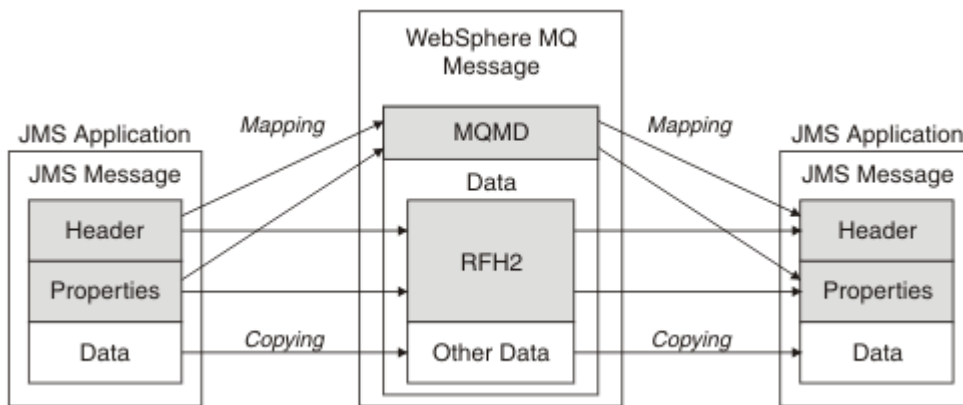 WebSphere MQ
Message
JMS Application
JMS Message
Header
Properties
Data
Mapping
Copying
MQMD
Data
RFH2
Other Data
Mapping
Copying
JMS Application
JMS Message
Header
Properties
Data